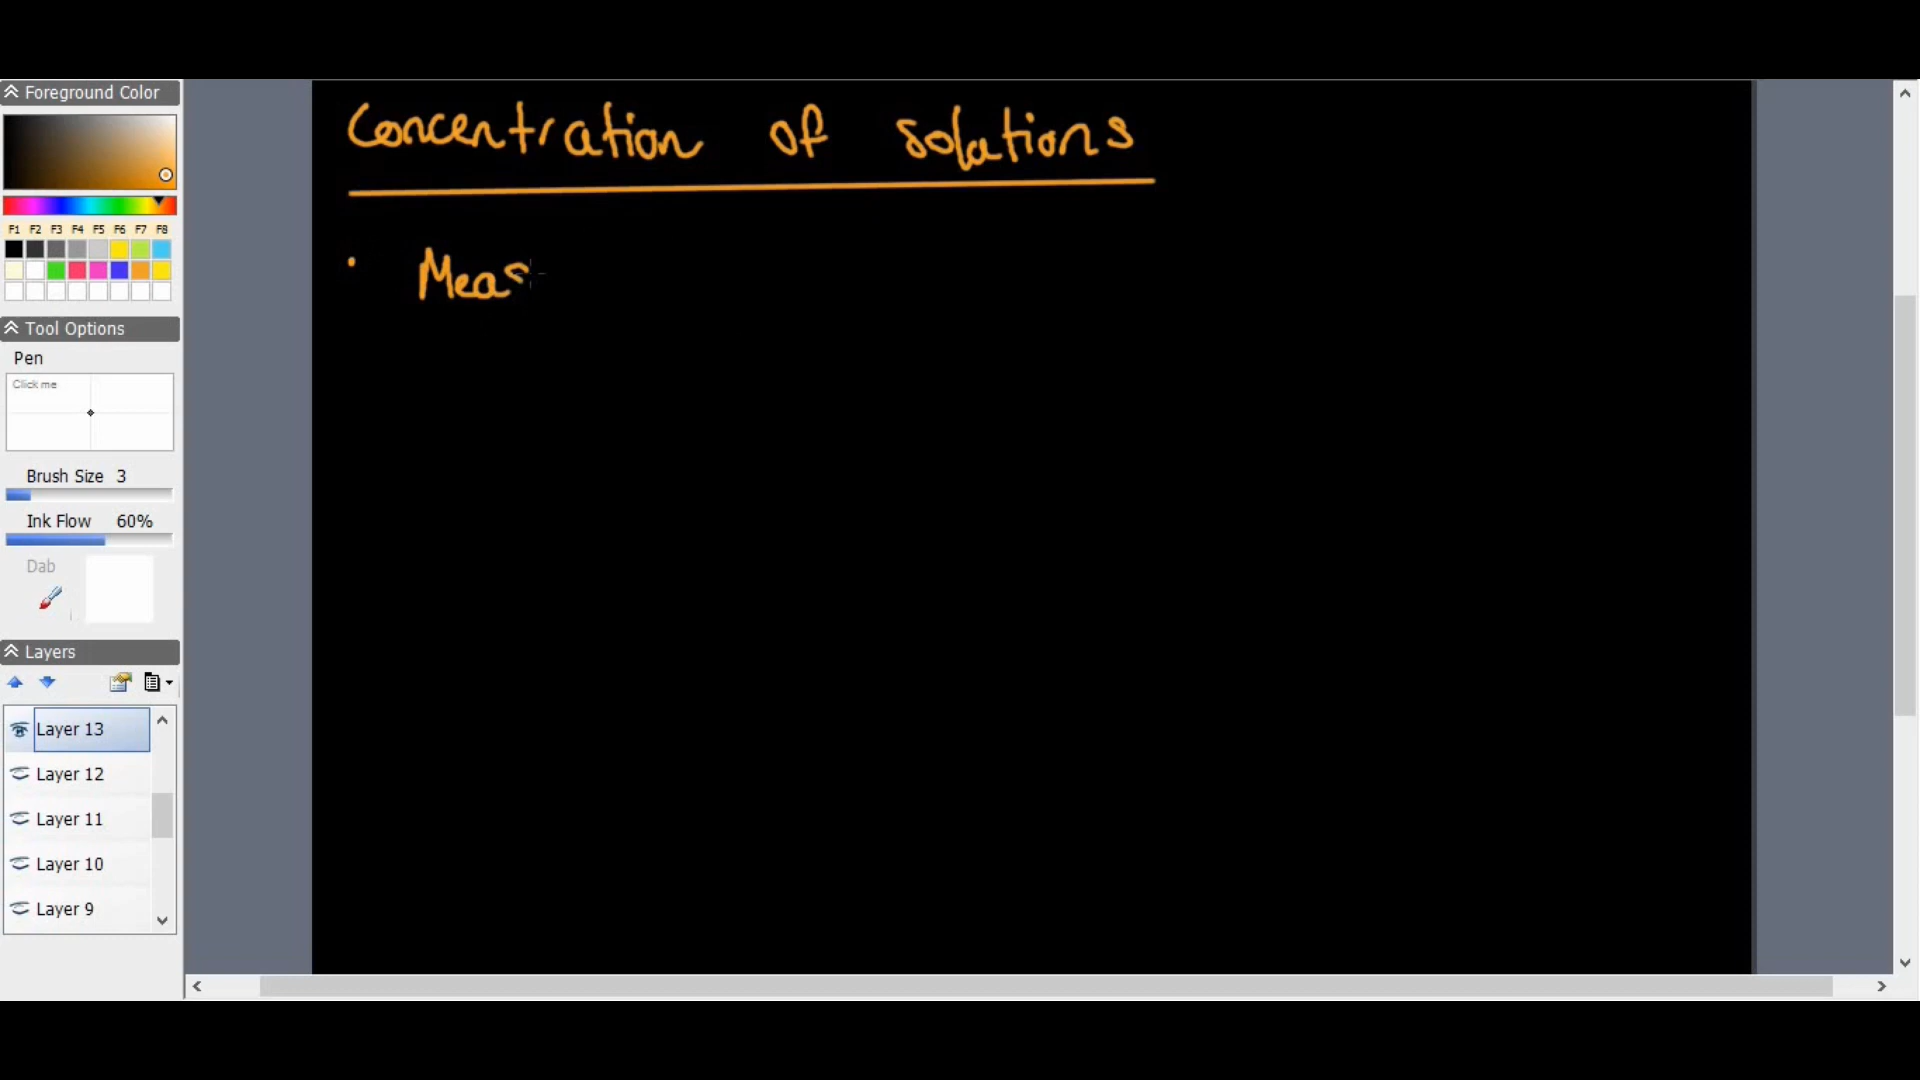 Foreground Color
F1 F2 F3 F4 F5 F6 F7 F8
Tool Options
Pen
Click me
Brush Size 3
Ink Flow 60%
Dab
Layers
Layer 13
Layer 12
Layer 11
Layer 10
Layer 9
Concentration of solutions
· Meas